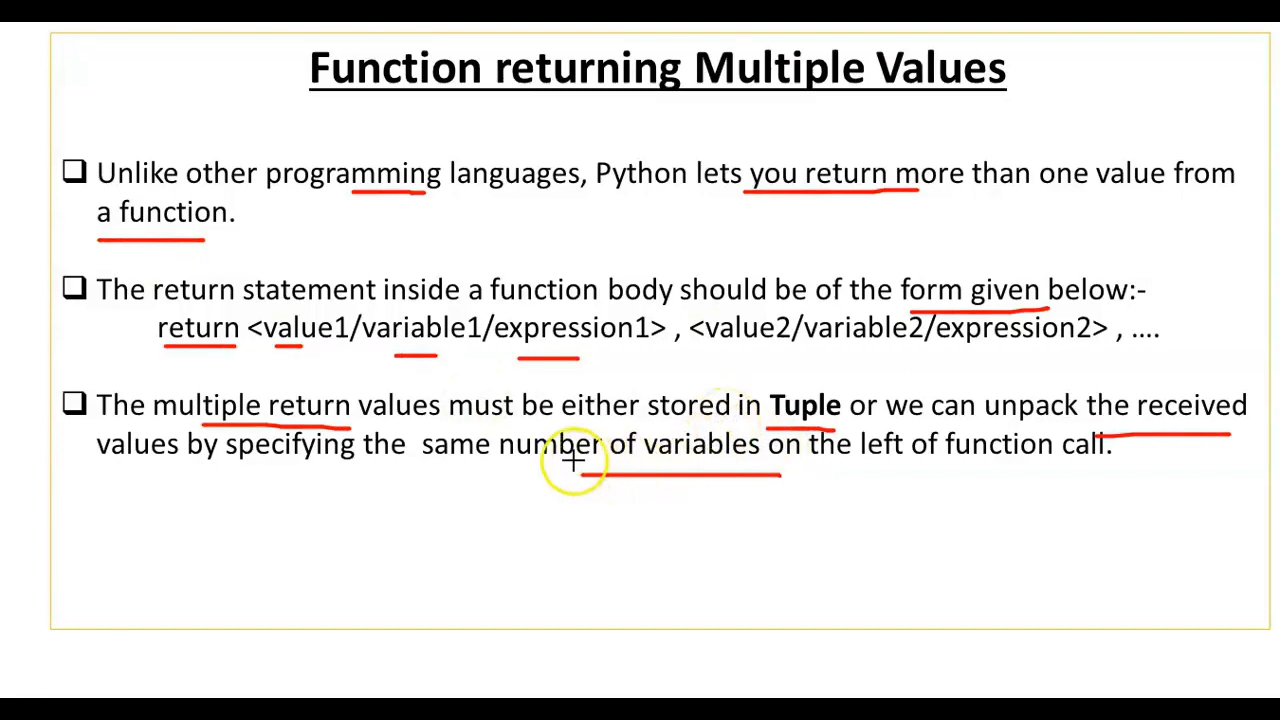 Function returning Multiple Values
Unlike other programming languages, Python lets you return more than one value from
a function.
The return statement inside a function body should be of the form given below:-
return <value1/variable1/expression1> , <value2/variable2/expression2> , ....
The multiple return values must be either stored in Tuple or we can unpack the received
values by specifying the same number of variables on the left of function call.